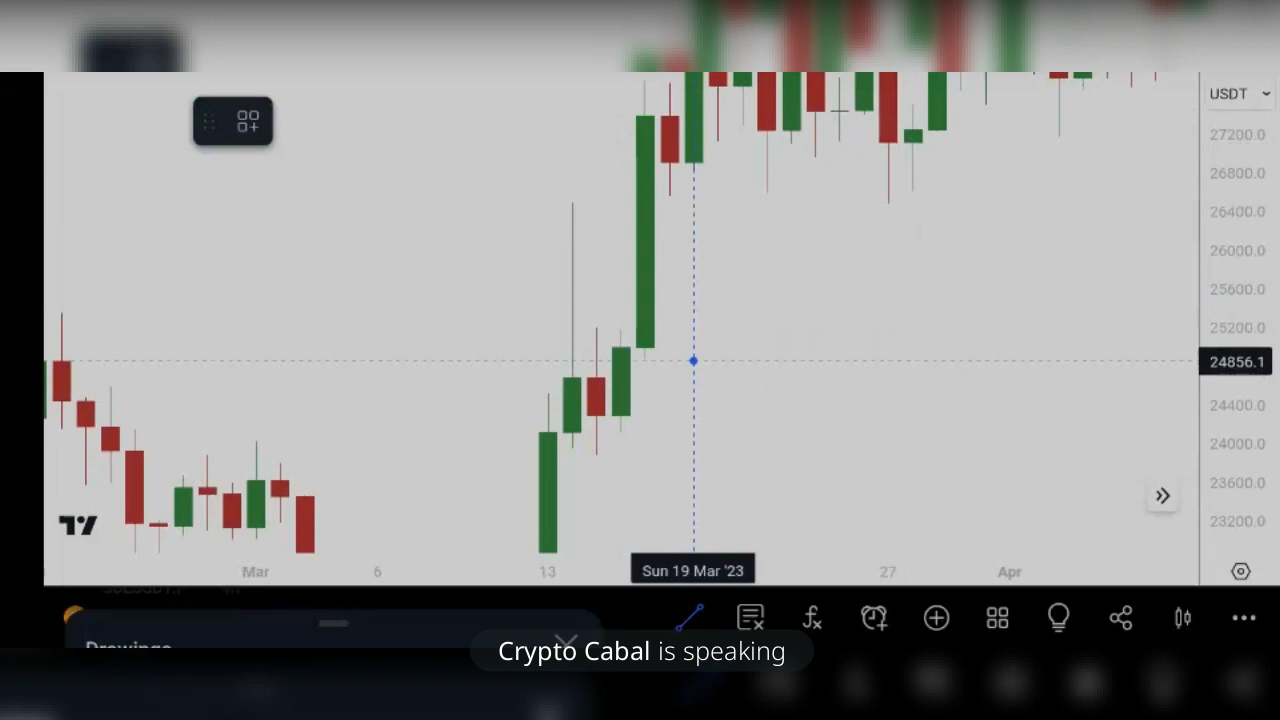 USDT
27200.0
26800.0
26400.0
26000.0
25600.0
25200.0
24856.1
24400.0
24000.0
23600.0
23200.0
Mar
6
13
Sun 19 Mar '23
27
Apr
Drawings
Crypto Cabal is speaking